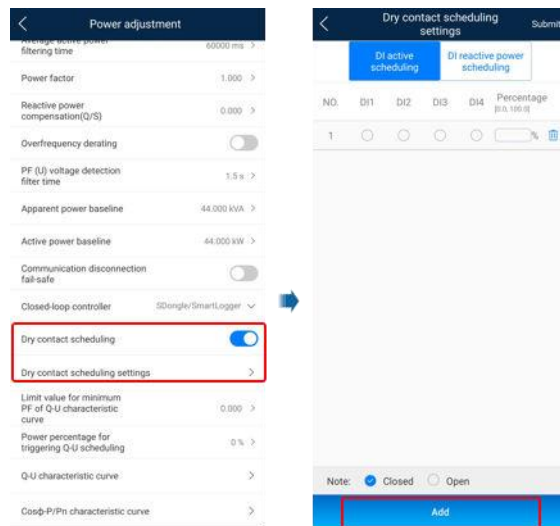 Power adjustment
Average active power
filtering time
60000 ms
Power factor
1.000
Reactive power
compensation(Q/S)
0.000
Overfrequency derating
PF (U) voltage detection
filter time
1.5 s
Apparent power baseline
44.000 kVA
Active power baseline
44.000 kW
Communication disconnection
fail-safe
Closed-loop controller
SDongle/SmartLogger
Dry contact scheduling
Dry contact scheduling settings
Limit value for minimum
PF of Q-U characteristic
curve
0.000
Power percentage for
triggering Q-U scheduling
0 %
Q-U characteristic curve
Cosф-P/Pn characteristic curve
Dry contact scheduling
settings
Submit
DI active
scheduling
DI reactive power
scheduling
NO. DI1 DI2 DI3 DI4 Percentage
[0.0, 100.0]
1 %
Note: Closed Open
Add